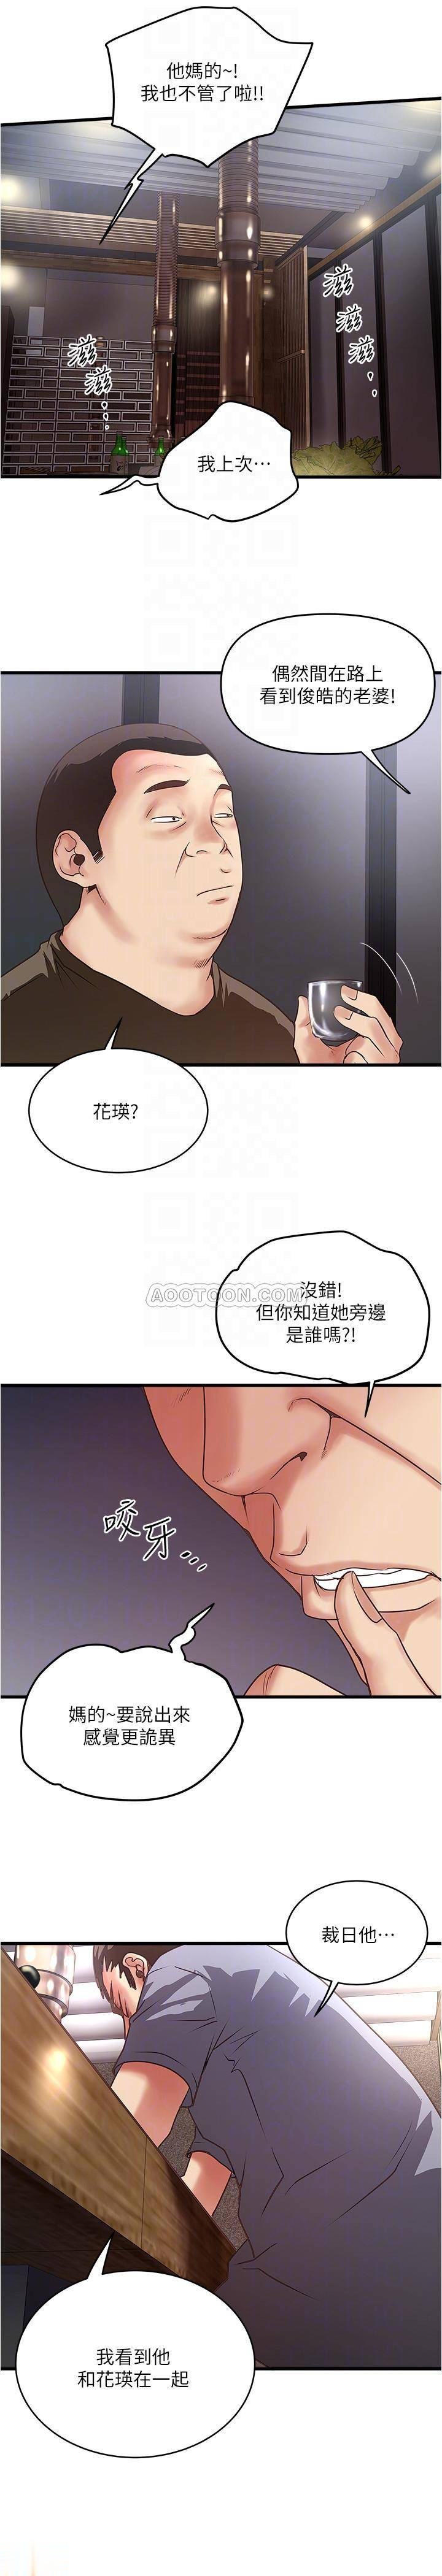 他媽的~!
我也不管了啦!!
滋
滋
滋
滋
滋
我上次…
偶然間在路上
看到俊皓的老婆!
花瑛?
AOOTOON.COM
沒錯!
但你知道她旁邊
是誰嗎?!
咬牙
媽的~要說出來
感覺更詭異
裁日他…
我看到他
和花瑛在一起